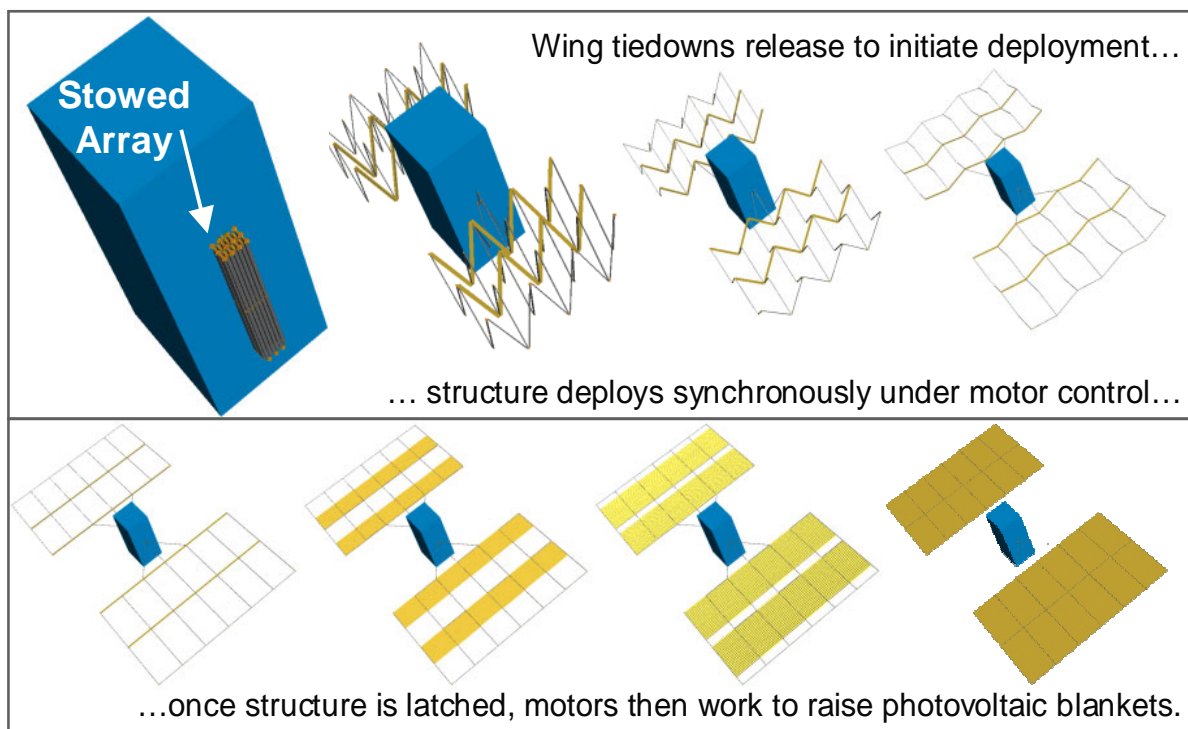 Wing tiedowns release to initiate deployment…
Stowed
Array
… structure deploys synchronously under motor control…
…once structure is latched, motors then work to raise photovoltaic blankets.